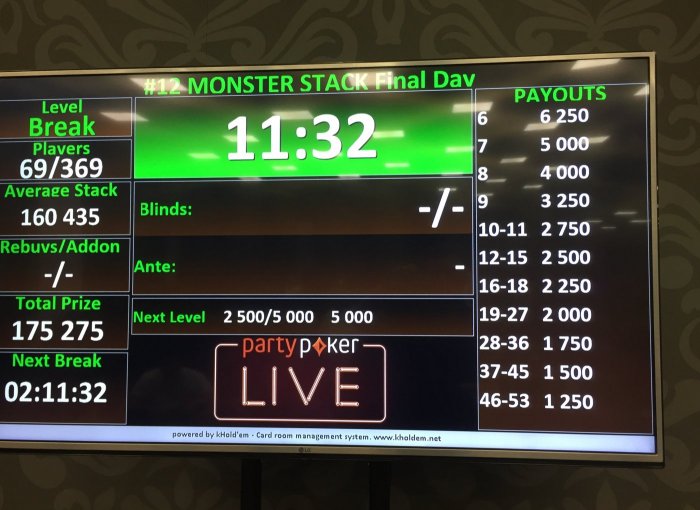 #12 MONSTER STACK Final Day
Level
Break
Players
69/369
Average Stack
160 435
Rebuys/Addon
-/-
Total Prize
175 275
Next Break
02:11:32
11:32
Blinds: -/-
Ante: -
Next Level 2 500/5 000 5 000
partypoker
LIVE
PAYOUTS
6 6 250
7 5 000
8 4 000
9 3 250
10-11 2 750
12-15 2 500
16-18 2 250
19-27 2 000
28-36 1 750
37-45 1 500
46-53 1 250
powered by kHold'em - Card room management system. www.kholdem.net
LG